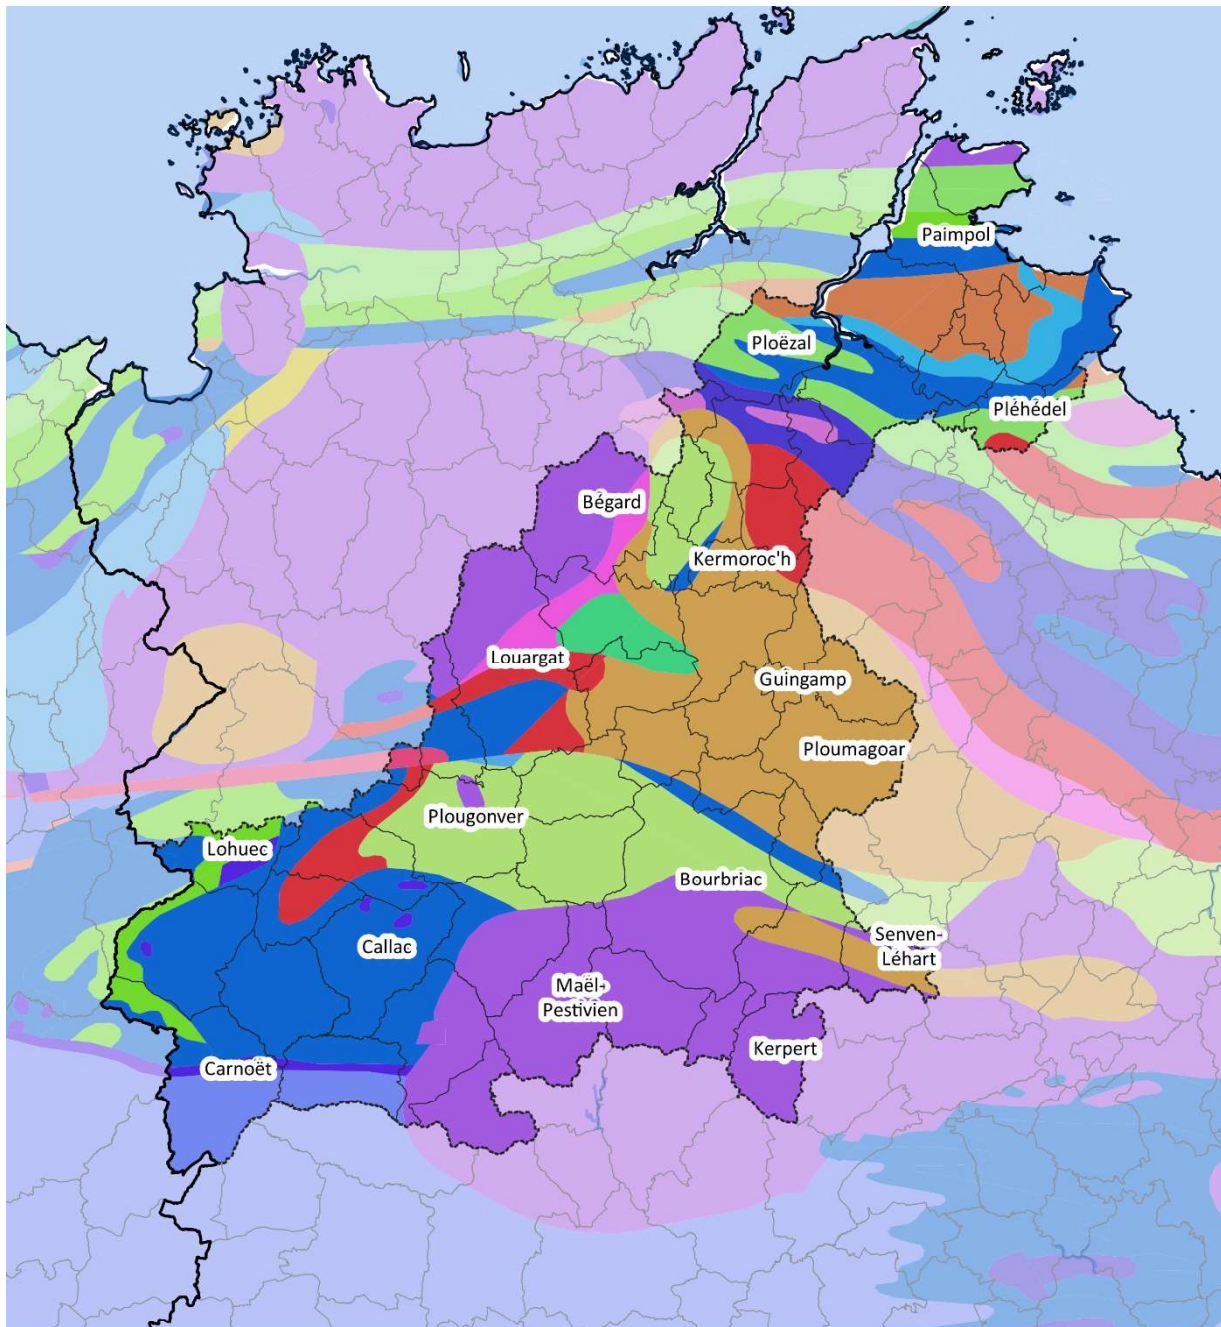 Paimpol
Ploëzal
Pléhédel
Bégard
Kermoroc'h
Louargat
Guingamp
Ploumagoar
Plougonver
Lohuec
Bourbriac
Callac
Senven-
Léhart
Maël-
Pestivien
Kerpert
Carnoët